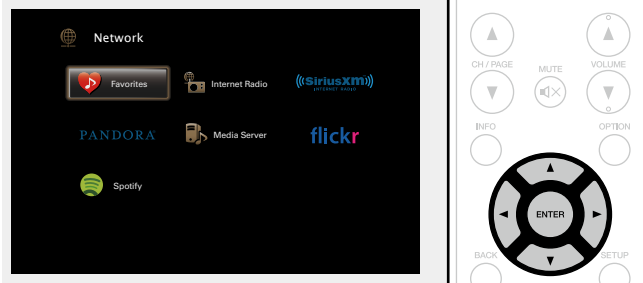 Network
Favorites
Internet Radio
((SiriusXM))
INTERNET RADIO
PANDORA
Media Server
flickr
Spotify
CH / PAGE
MUTE
VOLUME
INFO
OPTION
ENTER
BACK
SETUP